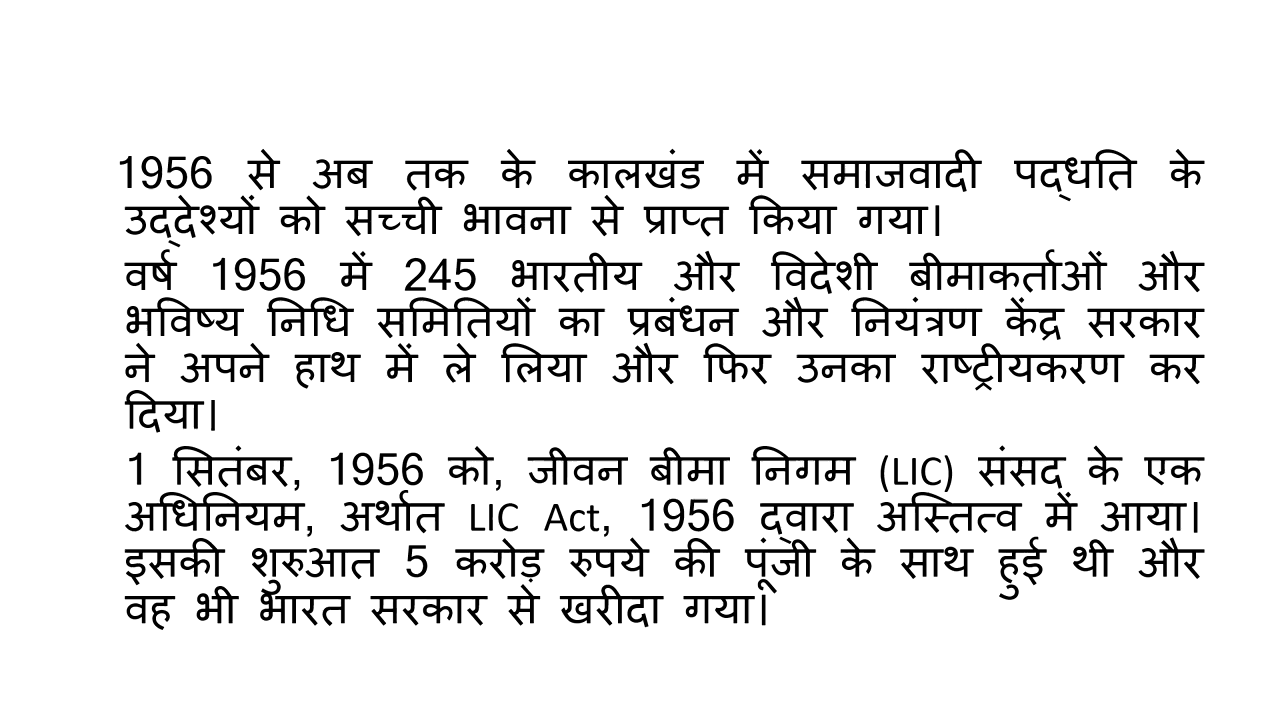 1956 से अब तक के कालखंड में समाजवादी पद्धति के
उद्देश्यों को सच्ची भावना से प्राप्त किया गया।
वर्ष 1956 में 245 भारतीय और विदेशी बीमाकर्ताओं और
भविष्य निधि समितियों का प्रबंधन और नियंत्रण केंद्र सरकार
ने अपने हाथ में ले लिया और फिर उनका राष्ट्रीयकरण कर
दिया।
1 सितंबर, 1956 को, जीवन बीमा निगम (LIC) संसद के एक
अधिनियम, अर्थात LIC Act, 1956 द्वारा अस्तित्व में आया।
इसकी शुरुआत 5 करोड़ रुपये की पूंजी के साथ हुई थी और
वह भी भारत सरकार से खरीदा गया।